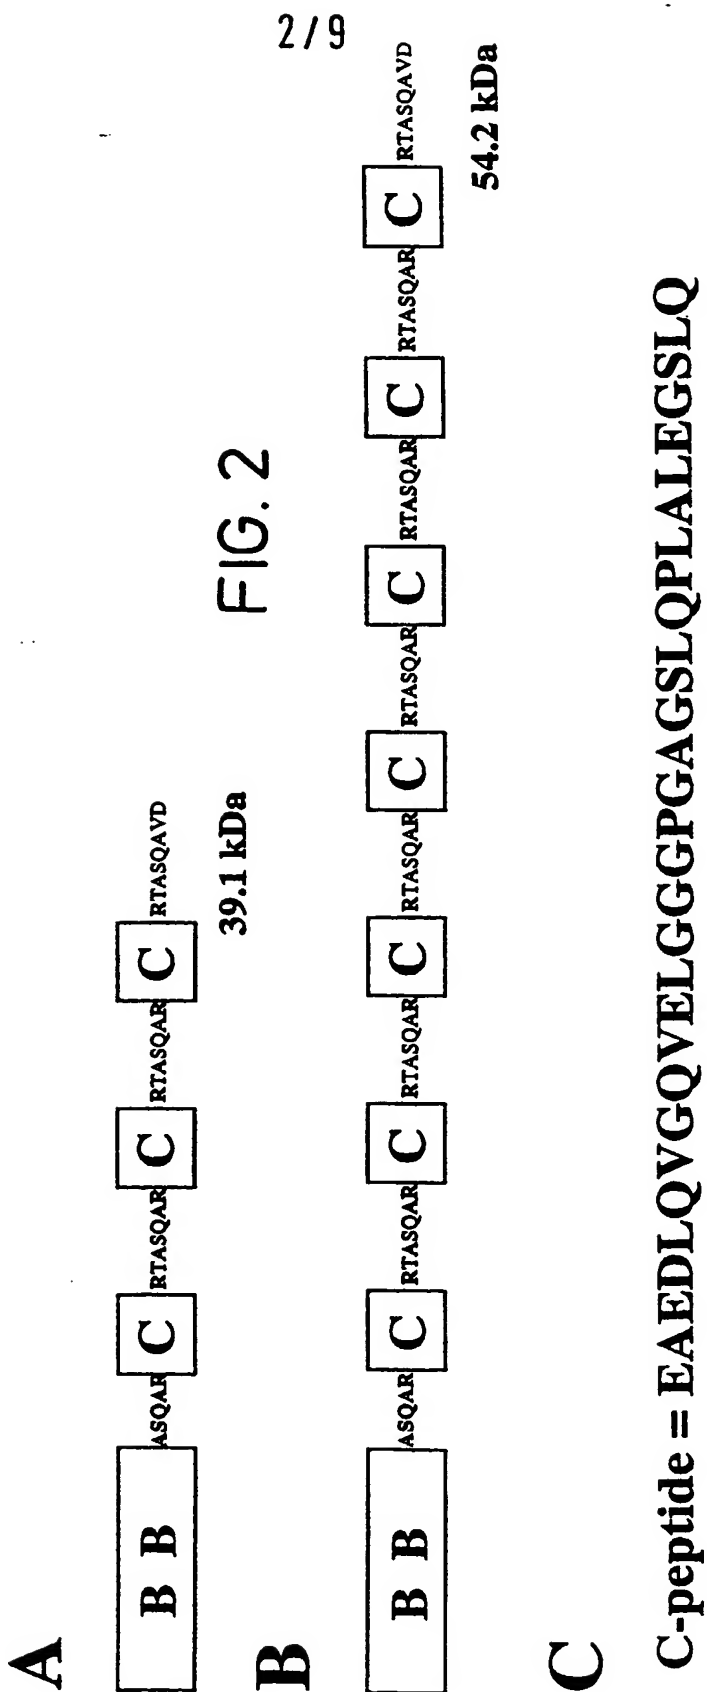 2/9
A
B B ASQAR C RTASQAR C RTASQAR C RTASQAVD
39.1 kDa
FIG. 2
B
B B ASQAR C RTASQAR C RTASQAR C RTASQAR C RTASQAR C RTASQAR C RTASQAR C RTASQAVD
54.2 kDa
C
C-peptide = EAEDLQVGQVELGGGPGAGSLQPLALEGSLQ